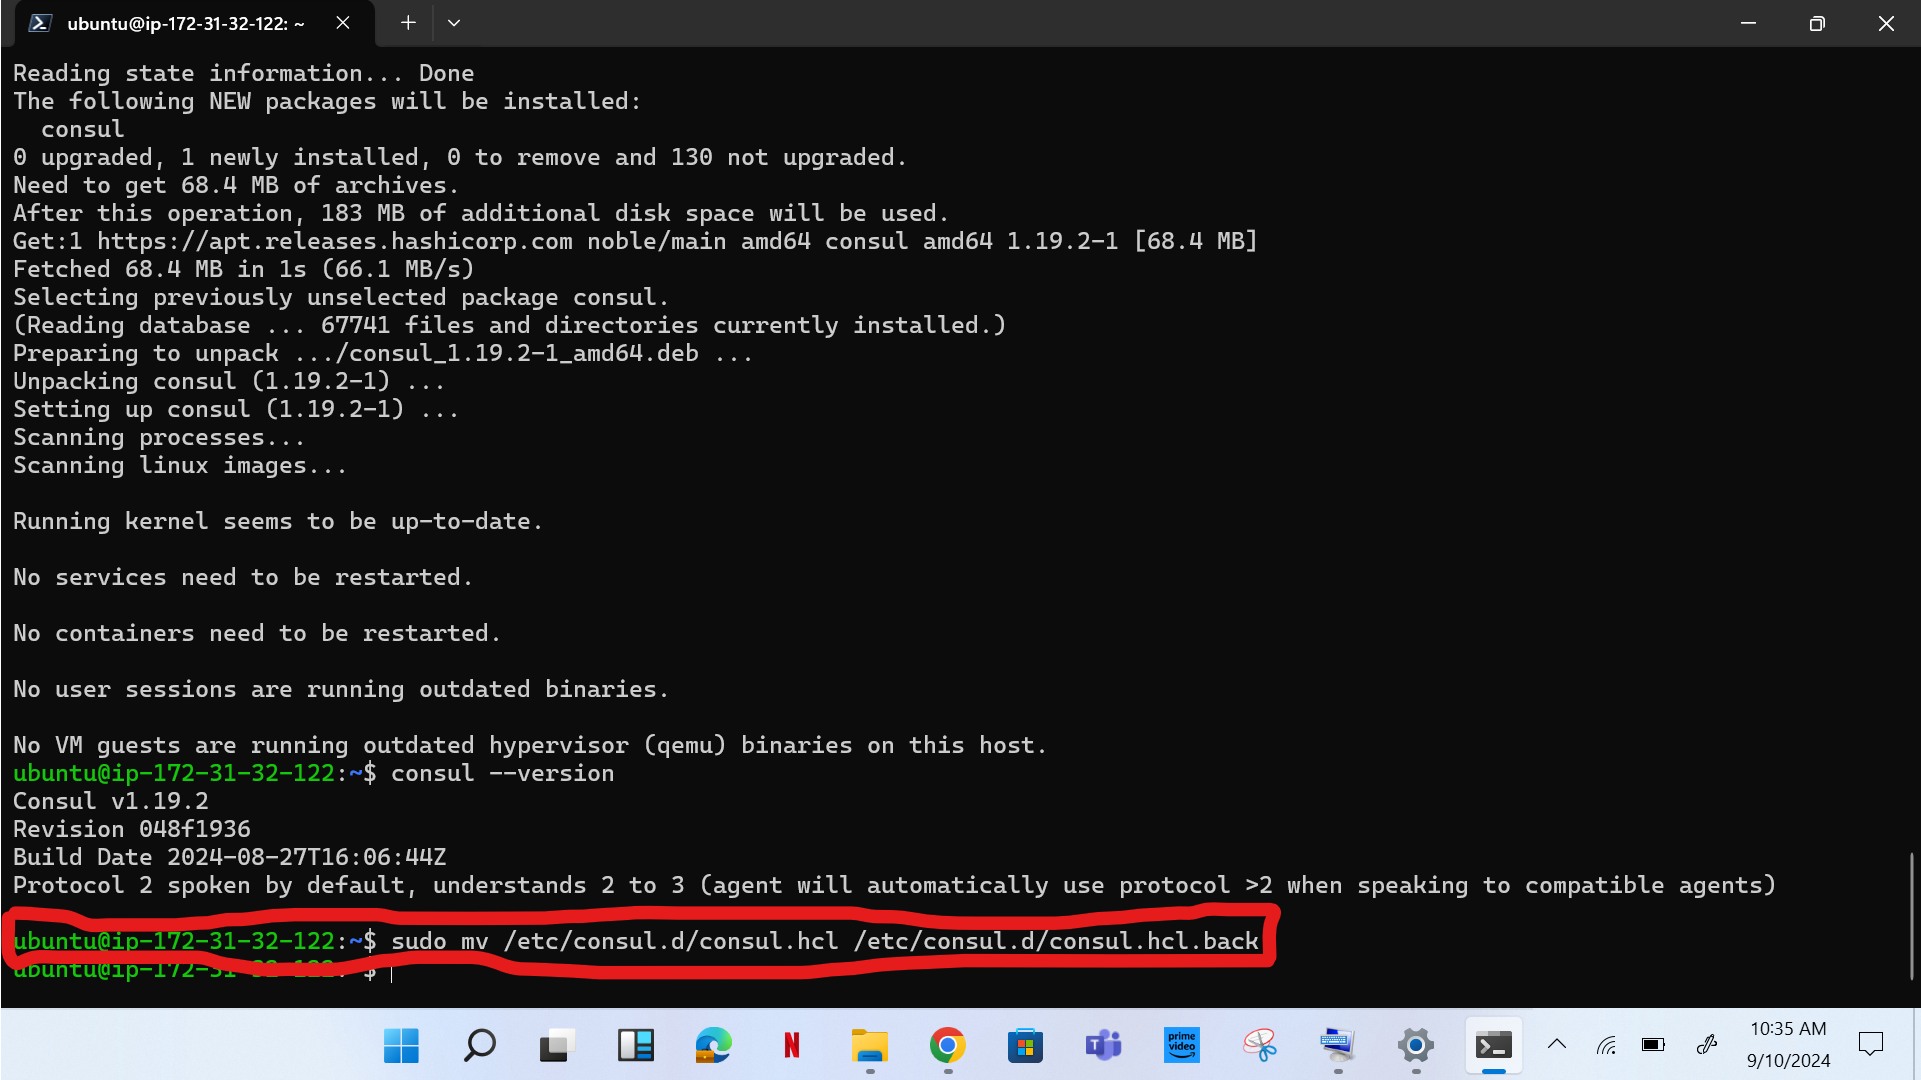 ubuntu@ip-172-31-32-122: ~
Reading state information... Done
The following NEW packages will be installed:
  consul
0 upgraded, 1 newly installed, 0 to remove and 130 not upgraded.
Need to get 68.4 MB of archives.
After this operation, 183 MB of additional disk space will be used.
Get:1 https://apt.releases.hashicorp.com noble/main amd64 consul amd64 1.19.2-1 [68.4 MB]
Fetched 68.4 MB in 1s (66.1 MB/s)
Selecting previously unselected package consul.
(Reading database ... 67741 files and directories currently installed.)
Preparing to unpack .../consul_1.19.2-1_amd64.deb ...
Unpacking consul (1.19.2-1) ...
Setting up consul (1.19.2-1) ...
Scanning processes...
Scanning linux images...
Running kernel seems to be up-to-date.
No services need to be restarted.
No containers need to be restarted.
No user sessions are running outdated binaries.
No VM guests are running outdated hypervisor (qemu) binaries on this host.
ubuntu@ip-172-31-32-122:~$ consul --version
Consul v1.19.2
Revision 048f1936
Build Date 2024-08-27T16:06:44Z
Protocol 2 spoken by default, understands 2 to 3 (agent will automatically use protocol >2 when speaking to compatible agents)
ubuntu@ip-172-31-32-122:~$ sudo mv /etc/consul.d/consul.hcl /etc/consul.d/consul.hcl.back
ubuntu@ip-172-31-32-122:~$
N
T
prime video
10:35 AM
9/10/2024